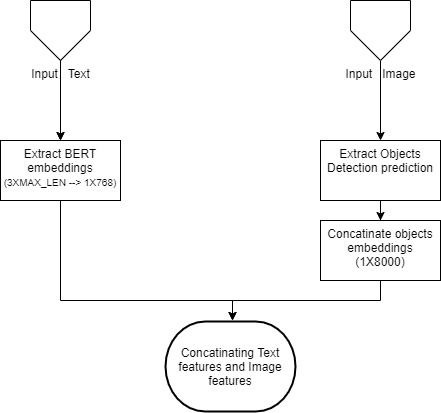 Input Text
Input Image
Extract BERT
embeddings
(3XMAX_LEN --> 1X768)
Extract Objects
Detection prediction
Concatinate objects
embeddings
(1X8000)
Concatinating Text
features and Image
features